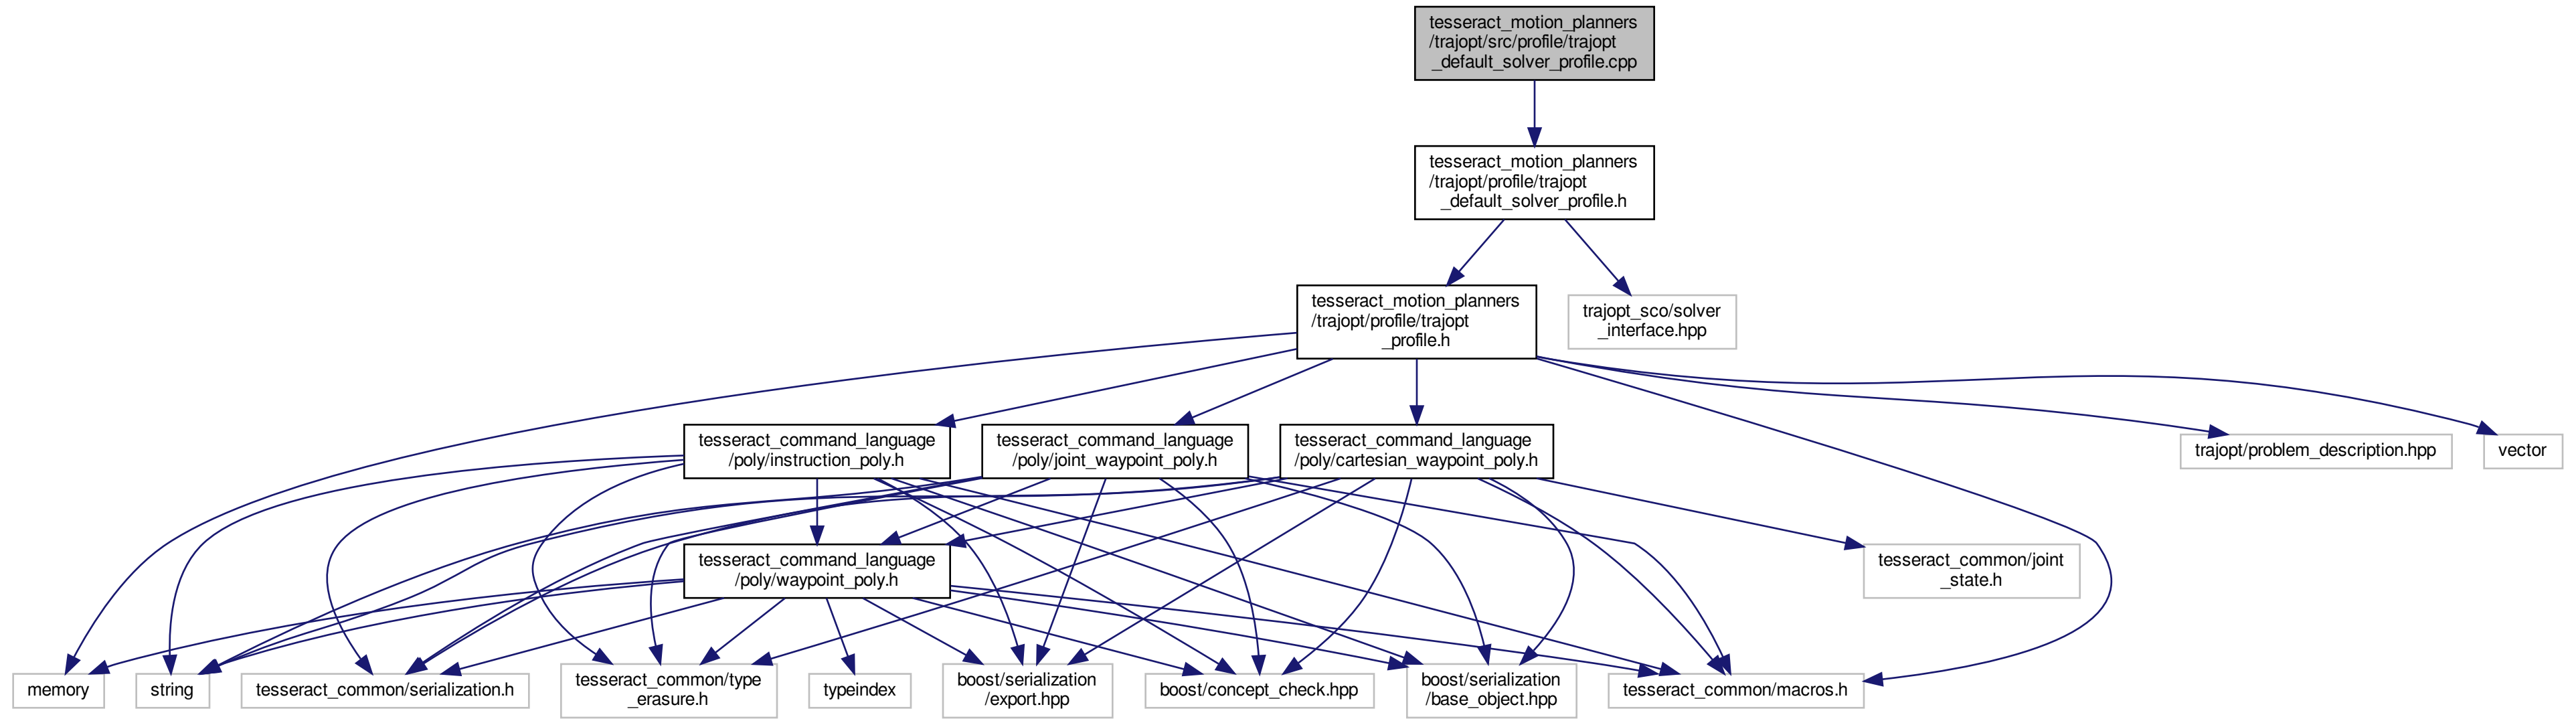 tesseract_motion_planners
/trajopt/src/profile/trajopt
_default_solver_profile.cpp
tesseract_motion_planners
/trajopt/profile/trajopt
_default_solver_profile.h
tesseract_motion_planners
/trajopt/profile/trajopt
_profile.h
trajopt_sco/solver
_interface.hpp
tesseract_command_language
/poly/instruction_poly.h
tesseract_command_language
/poly/joint_waypoint_poly.h
tesseract_command_language
/poly/cartesian_waypoint_poly.h
trajopt/problem_description.hpp
vector
tesseract_command_language
/poly/waypoint_poly.h
tesseract_common/joint
_state.h
memory
string
tesseract_common/serialization.h
tesseract_common/type
_erasure.h
typeindex
boost/serialization
/export.hpp
boost/concept_check.hpp
boost/serialization
/base_object.hpp
tesseract_common/macros.h